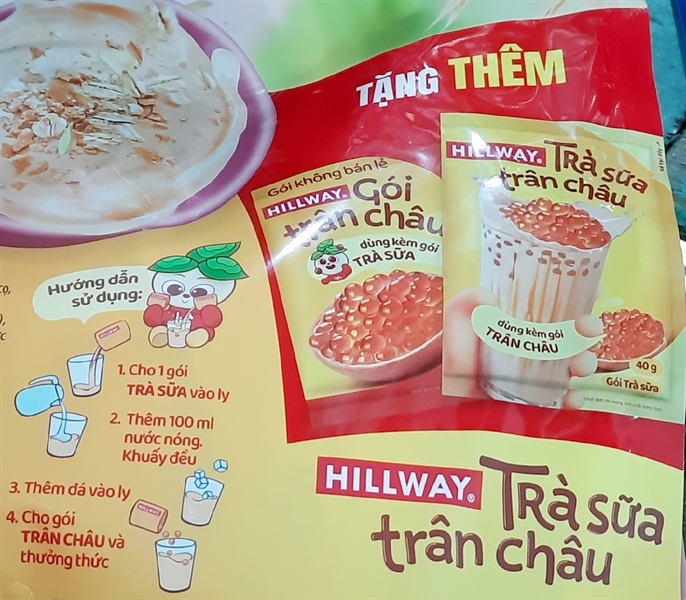 TẶNG THÊM
Gói không bán lẻ
HILLWAY. Gói
trân châu
dùng kèm gói
TRÀ SỮA
HILLWAY. Trà sữa
trân châu
dùng kèm gói
TRÂN CHÂU
40 g
Gói Trà sữa
Hướng dẫn
sử dụng:
1. Cho 1 gói
TRÀ SỮA vào ly
2. Thêm 100 ml
nước nóng.
Khuấy đều
3. Thêm đá vào ly
4. Cho gói
TRÂN CHÂU và
thưởng thức
HILLWAY
HILLWAY
HILLWAY. Trà sữa
trân châu